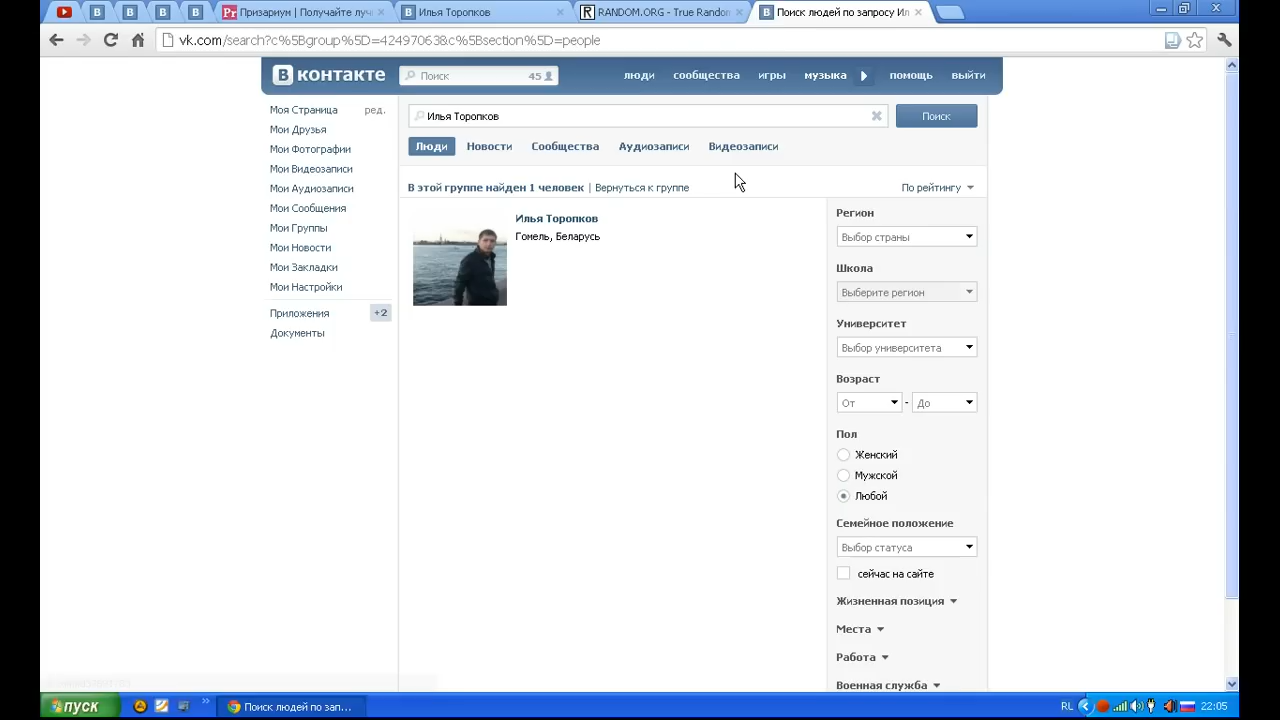 Призариум | Получайте лучш
Илья Торопков
RANDOM.ORG - True Random
Поиск людей по запросу Ил
vk.com/search?c%5Bgroup%5D=42497063&c%5Bsection%5D=people
В контакте
Поиск
45
люди
сообщества
игры
музыка
помощь
выйти
Моя Страница
ред.
Мои Друзья
Мои Фотографии
Мои Видеозаписи
Мои Аудиозаписи
Мои Сообщения
Мои Группы
Мои Новости
Мои Закладки
Мои Настройки
Приложения
+2
Документы
Илья Торопков
Поиск
Люди
Новости
Сообщества
Аудиозаписи
Видеозаписи
В этой группе найден 1 человек | Вернуться к группе
По рейтингу
Илья Торопков
Гомель, Беларусь
Регион
Выбор страны
Школа
Выберите регион
Университет
Выбор университета
Возраст
От - До
Пол
Женский
Мужской
Любой
Семейное положение
Выбор статуса
сейчас на сайте
Жизненная позиция
Места
Работа
Военная служба
пуск
Поиск людей по зап...
RL
22:05